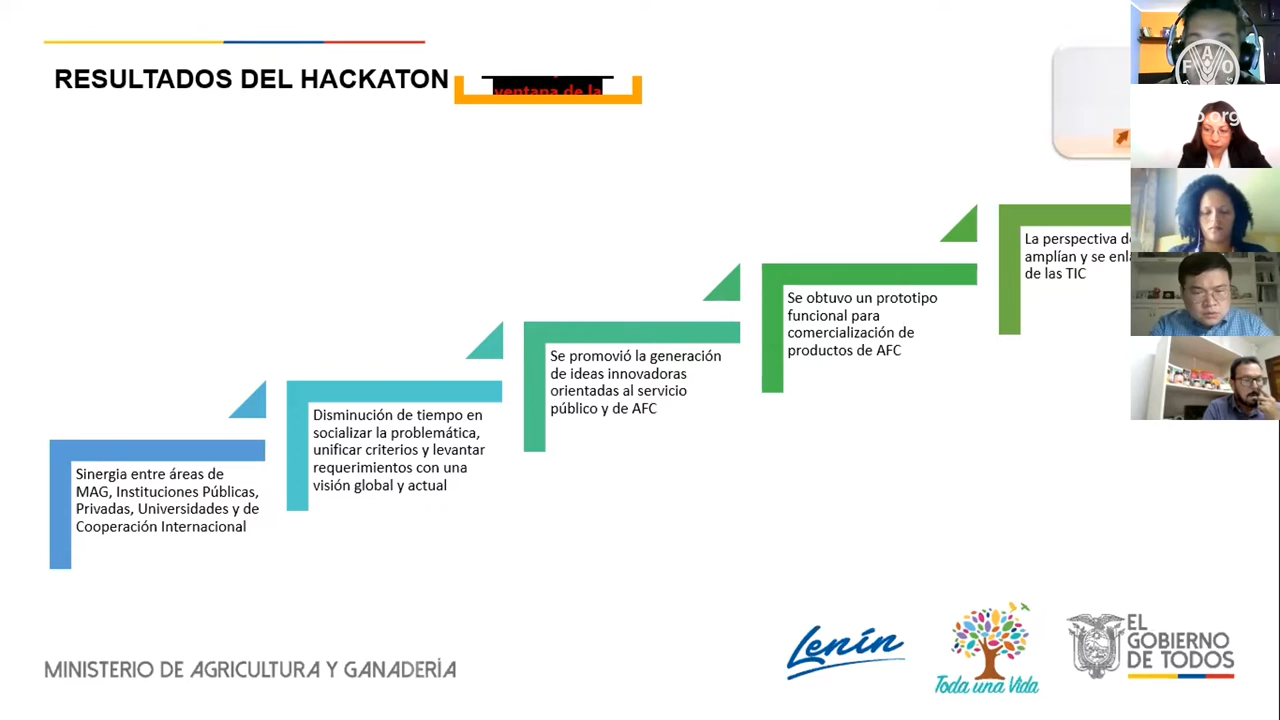 RESULTADOS DEL HACKATON
ventana de la
FAO
.org
La perspectiva
amplían y se
de las TIC
Se obtuvo un prototipo
funcional para
comercialización de
productos de AFC
Se promovió la generación
de ideas innovadoras
orientadas al servicio
público y de AFC
Disminución de tiempo en
socializar la problemática,
unificar criterios y levantar
requerimientos con una
visión global y actual
Sinergia entre áreas de
MAG, Instituciones Públicas,
Privadas, Universidades y de
Cooperación Internacional
MINISTERIO DE AGRICULTURA Y GANADERÍA
Lenín
Toda una Vida
EL
GOBIERNO
DE TODOS